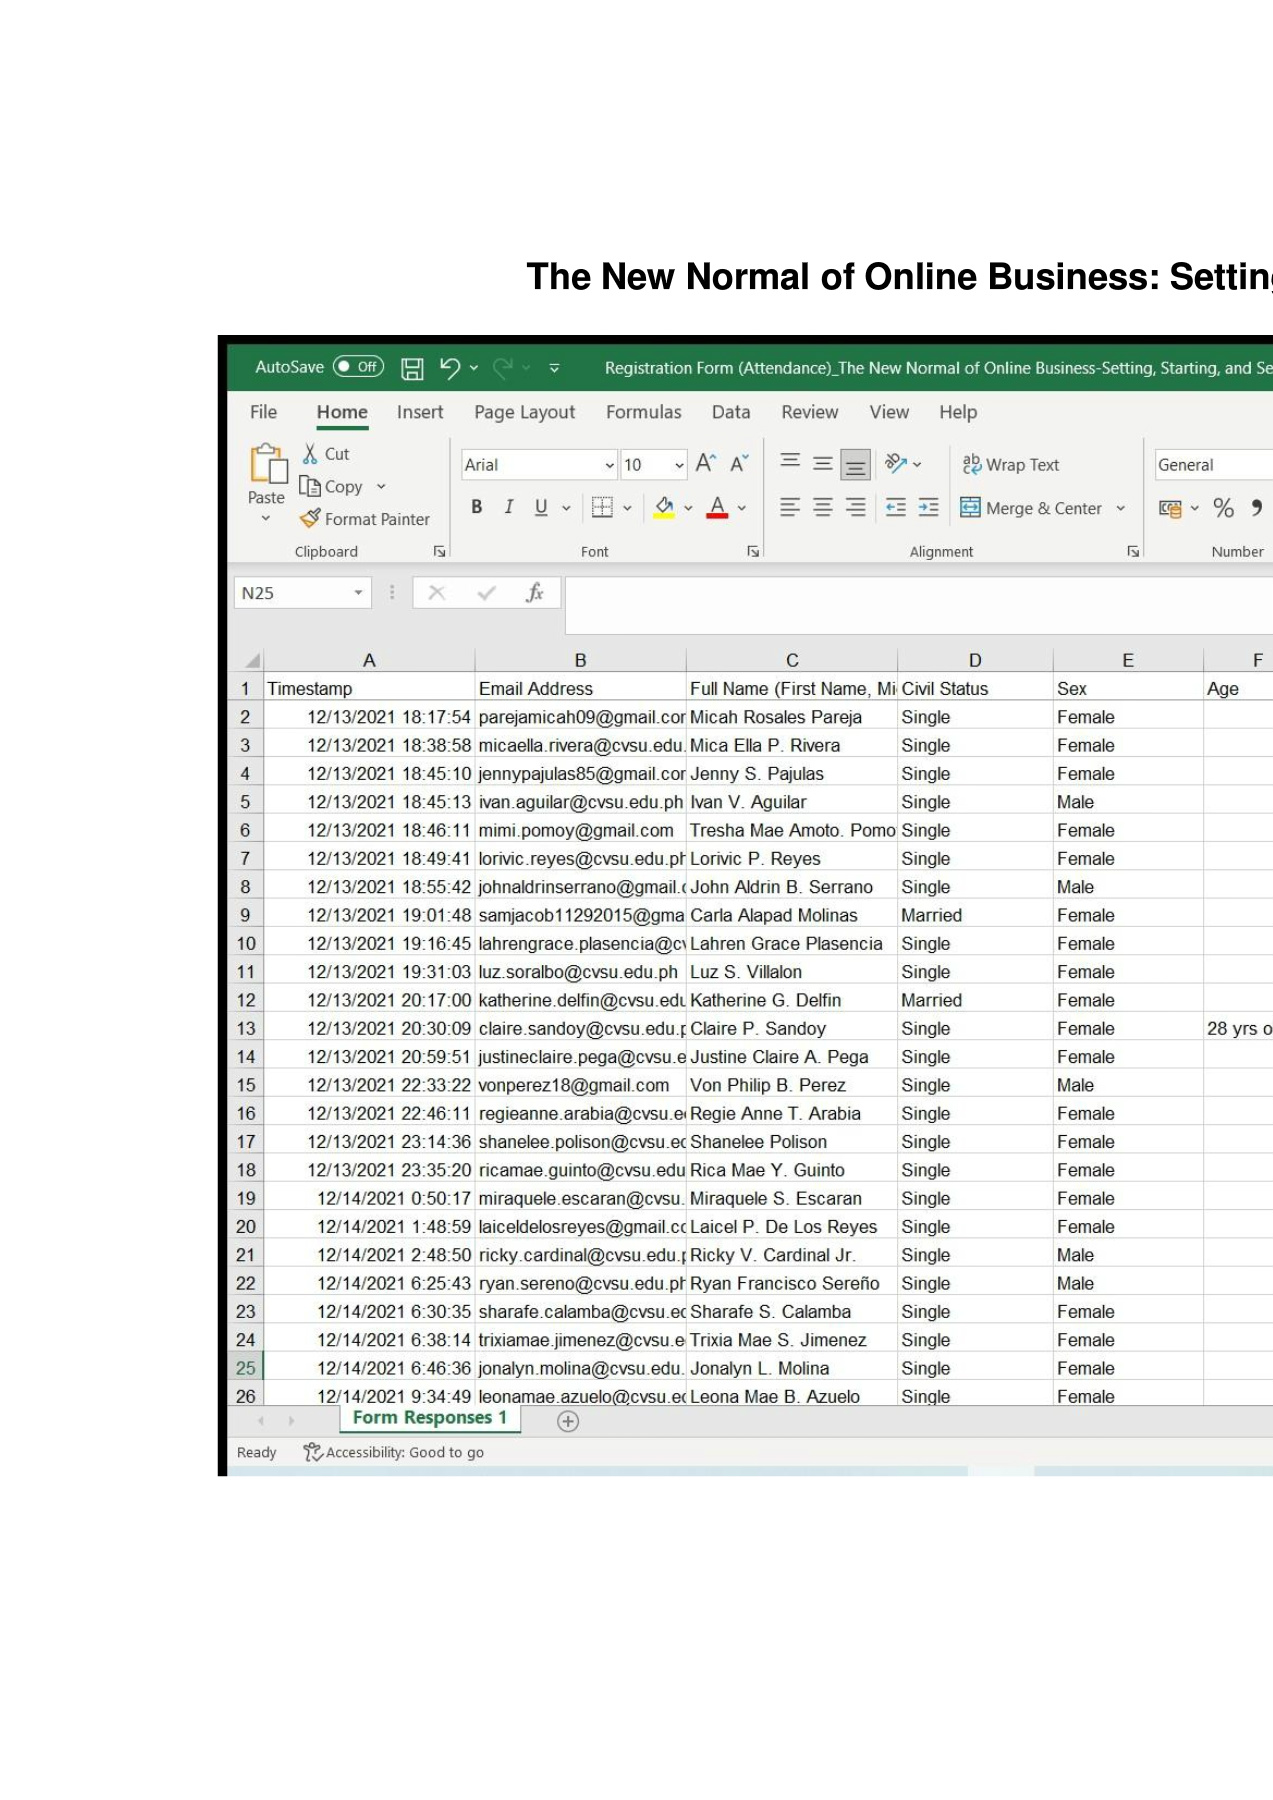 The New Normal of Online Business: Setting
AutoSave Off Registration Form (Attendance)_The New Normal of Online Business-Setting, Starting, and Se
File Home Insert Page Layout Formulas Data Review View Help
Paste Cut Copy Format Painter Arial 10 Wrap Text General
B I U A Merge & Center % ,
Clipboard Font Alignment Number
N25 fx
A B C D E F
1 Timestamp Email Address Full Name (First Name, Mi Civil Status Sex Age
2 12/13/2021 18:17:54 parejamicah09@gmail.cor Micah Rosales Pareja Single Female
3 12/13/2021 18:38:58 micaella.rivera@cvsu.edu. Mica Ella P. Rivera Single Female
4 12/13/2021 18:45:10 jennypajulas85@gmail.cor Jenny S. Pajulas Single Female
5 12/13/2021 18:45:13 ivan.aguilar@cvsu.edu.ph Ivan V. Aguilar Single Male
6 12/13/2021 18:46:11 mimi.pomoy@gmail.com Tresha Mae Amoto. Pomo Single Female
7 12/13/2021 18:49:41 lorivic.reyes@cvsu.edu.ph Lorivic P. Reyes Single Female
8 12/13/2021 18:55:42 johnaldrinserrano@gmail.c John Aldrin B. Serrano Single Male
9 12/13/2021 19:01:48 samjacob11292015@gma Carla Alapad Molinas Married Female
10 12/13/2021 19:16:45 lahrengrace.plasencia@cv Lahren Grace Plasencia Single Female
11 12/13/2021 19:31:03 luz.soralbo@cvsu.edu.ph Luz S. Villalon Single Female
12 12/13/2021 20:17:00 katherine.delfin@cvsu.edu Katherine G. Delfin Married Female
13 12/13/2021 20:30:09 claire.sandoy@cvsu.edu.p Claire P. Sandoy Single Female 28 yrs o
14 12/13/2021 20:59:51 justineclaire.pega@cvsu.e Justine Claire A. Pega Single Female
15 12/13/2021 22:33:22 vonperez18@gmail.com Von Philip B. Perez Single Male
16 12/13/2021 22:46:11 regieanne.arabia@cvsu.ed Regie Anne T. Arabia Single Female
17 12/13/2021 23:14:36 shanelee.polison@cvsu.ed Shanelee Polison Single Female
18 12/13/2021 23:35:20 ricamae.guinto@cvsu.edu Rica Mae Y. Guinto Single Female
19 12/14/2021 0:50:17 miraquele.escaran@cvsu. Miraquele S. Escaran Single Female
20 12/14/2021 1:48:59 laiceldelosreyes@gmail.co Laicel P. De Los Reyes Single Female
21 12/14/2021 2:48:50 ricky.cardinal@cvsu.edu.p Ricky V. Cardinal Jr. Single Male
22 12/14/2021 6:25:43 ryan.sereno@cvsu.edu.ph Ryan Francisco Sereño Single Male
23 12/14/2021 6:30:35 sharafe.calamba@cvsu.ed Sharafe S. Calamba Single Female
24 12/14/2021 6:38:14 trixiamae.jimenez@cvsu.e Trixia Mae S. Jimenez Single Female
25 12/14/2021 6:46:36 jonalyn.molina@cvsu.edu. Jonalyn L. Molina Single Female
26 12/14/2021 9:34:49 leonamae.azuelo@cvsu.ed Leona Mae B. Azuelo Single Female
Form Responses 1
Ready Accessibility: Good to go